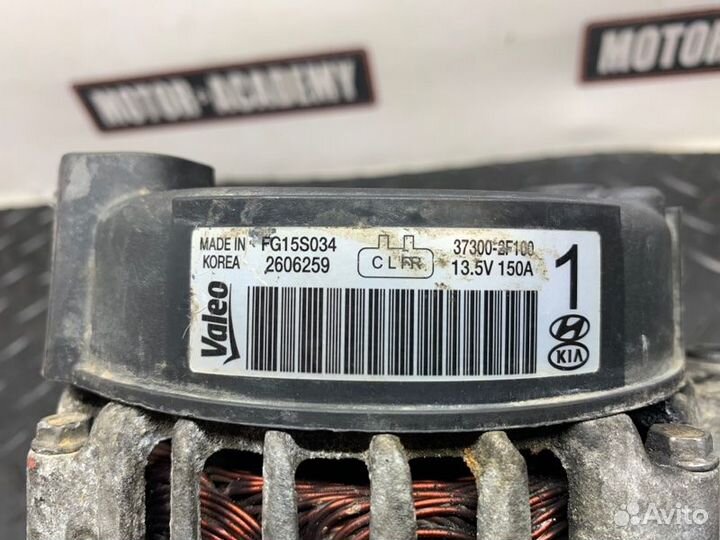 MOTOR-ACADEMY
MOTOR
MADE IN
KOREA
FG15S034
2606259
C L FR
37300-2F100
13.5V 150A
1
Valeo
KIA
Avito